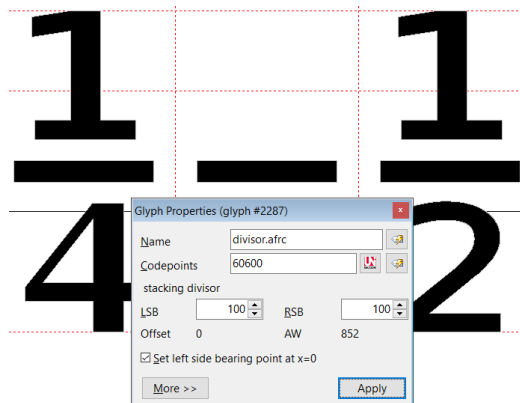 1 1
4 2
Glyph Properties (glyph #2287)
Name divisor.afrc
Codepoints 60600
stacking divisor
LSB 100 RSB 100
Offset 0 AW 852
Set left side bearing point at x=0
More >> Apply